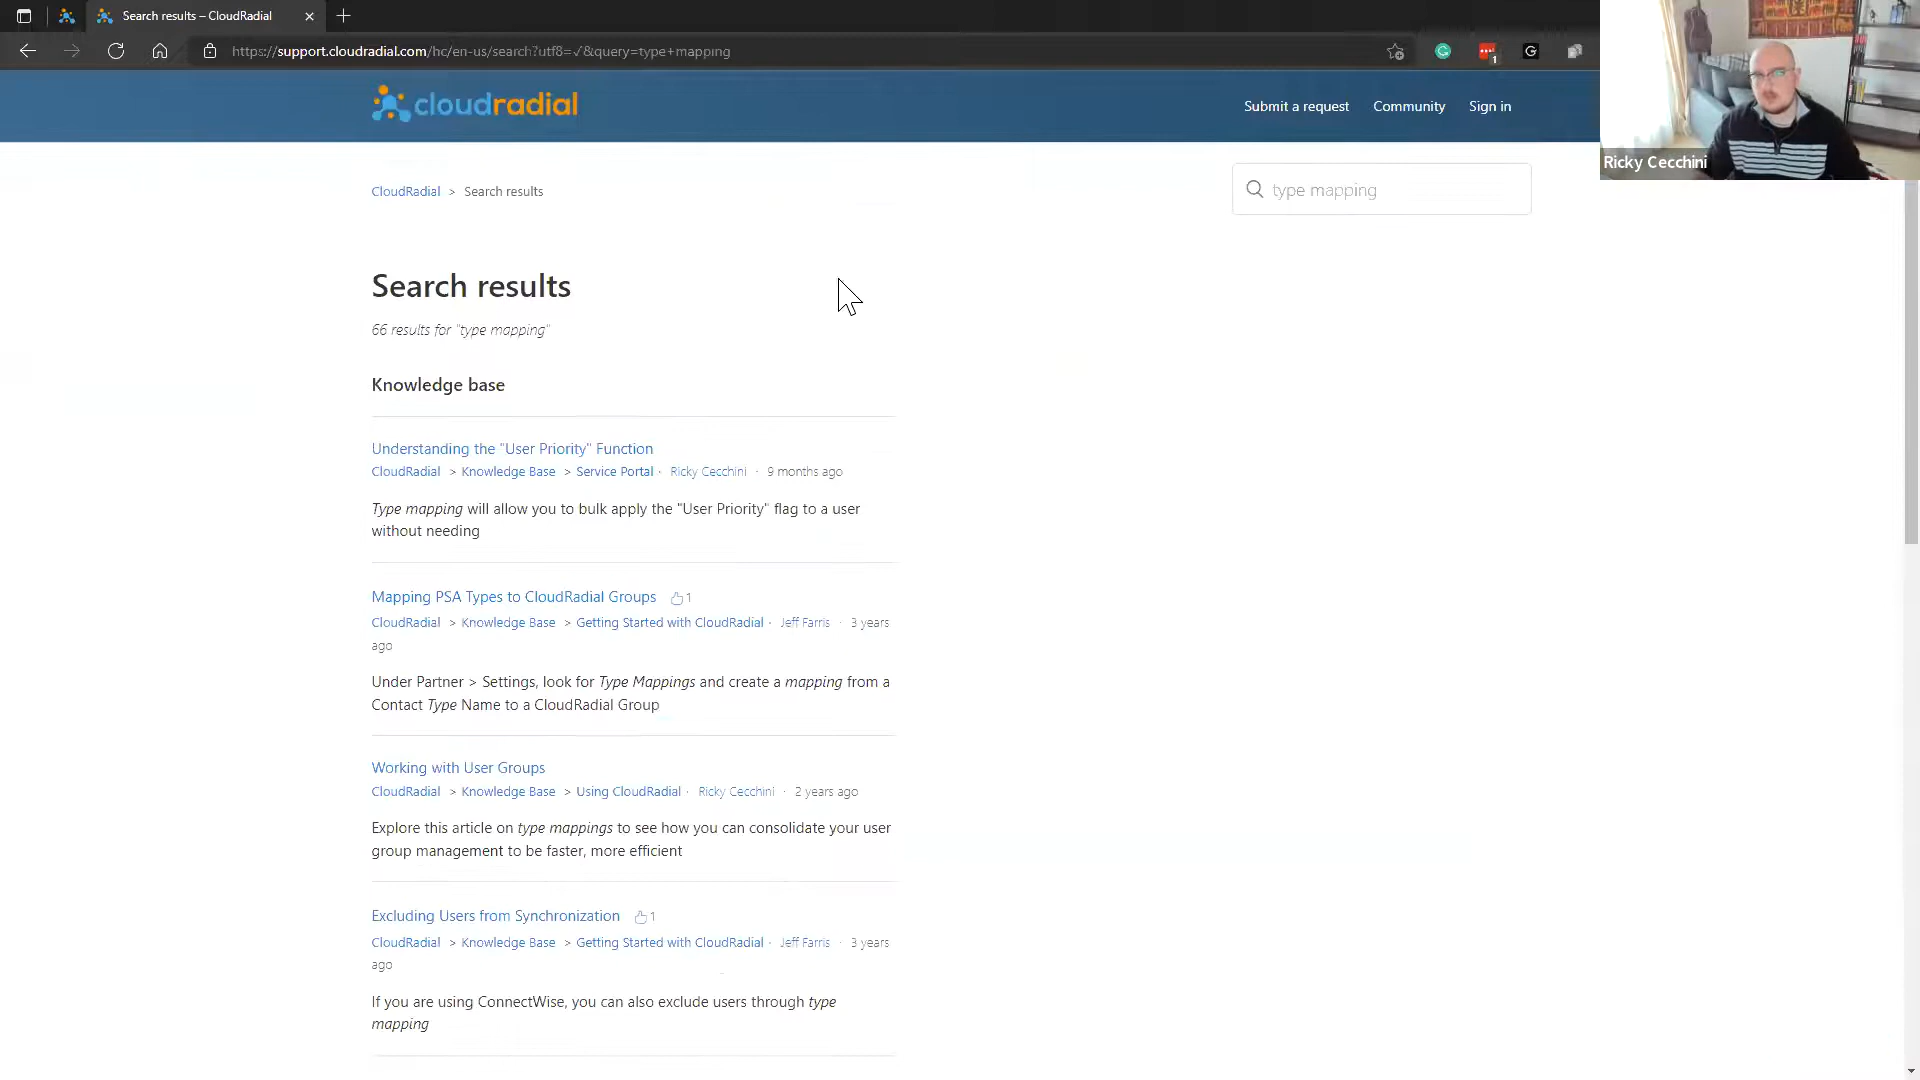 Search results – CloudRadial
https://support.cloudradial.com/hc/en-us/search?utf8=✓&query=type+mapping
1
G
cloudradial
Submit a request
Community
Sign in
Ricky Cecchini
CloudRadial > Search results
type mapping
Search results
66 results for "type mapping"
Knowledge base
Understanding the "User Priority" Function
CloudRadial > Knowledge Base > Service Portal · Ricky Cecchini · 9 months ago
Type mapping will allow you to bulk apply the "User Priority" flag to a user
without needing
Mapping PSA Types to CloudRadial Groups 1
CloudRadial > Knowledge Base > Getting Started with CloudRadial · Jeff Farris · 3 years
ago
Under Partner > Settings, look for Type Mappings and create a mapping from a
Contact Type Name to a CloudRadial Group
Working with User Groups
CloudRadial > Knowledge Base > Using CloudRadial · Ricky Cecchini · 2 years ago
Explore this article on type mappings to see how you can consolidate your user
group management to be faster, more efficient
Excluding Users from Synchronization 1
CloudRadial > Knowledge Base > Getting Started with CloudRadial · Jeff Farris · 3 years
ago
If you are using ConnectWise, you can also exclude users through type
mapping